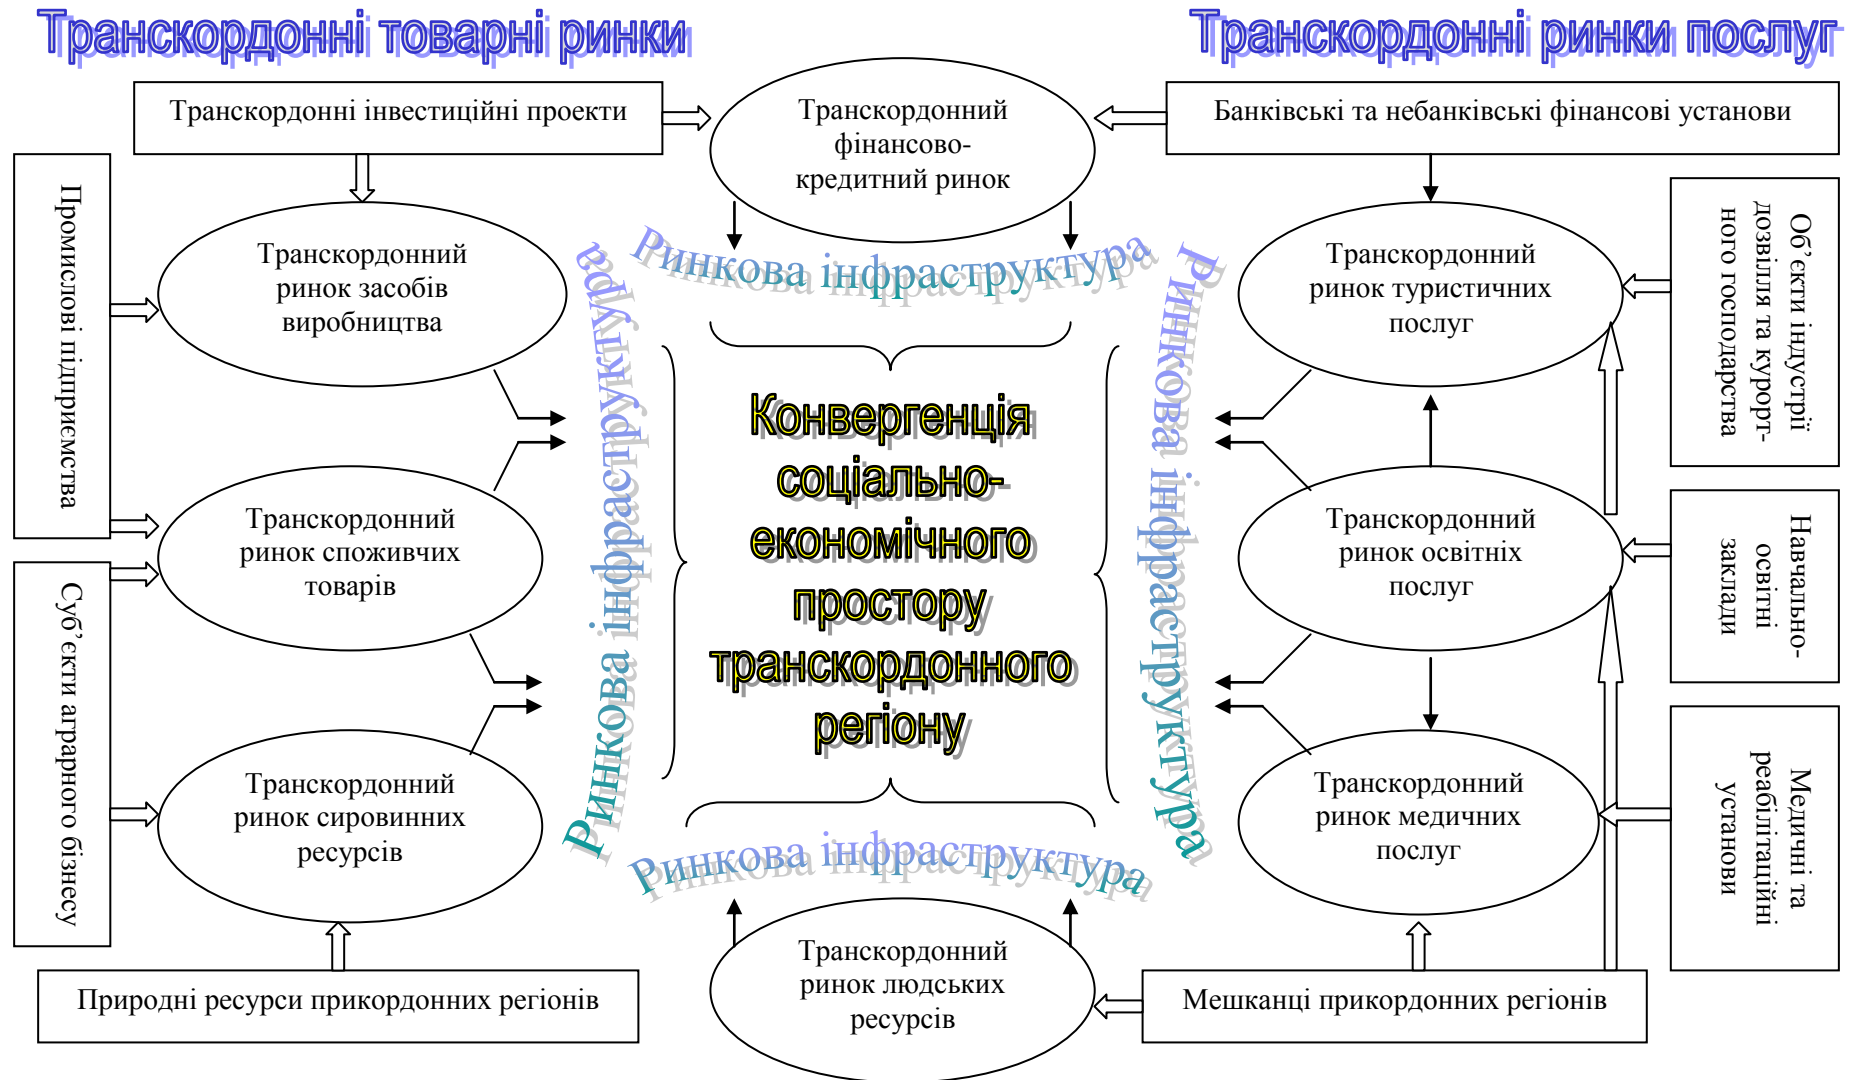 Транскордонні товарні ринки
Транскордонні ринки послуг
Транскордонні інвестиційні проекти
Транскордонний
фінансово-
кредитний ринок
Банківські та небанківські фінансові установи
Промислові підприємства
Транскордонний
ринок засобів
виробництва
Ринкова інфраструктура
Ринкова інфраструктура
Ринкова інфраструктура
Транскордонний
ринок туристичних
послуг
Об’єкти індустрії
дозвілля та курорт-
ного господарства
Конвергенція
соціально-
економічного
простору
транскордонного
регіону
Транскордонний
ринок споживчих
товарів
Транскордонний
ринок освітніх
послуг
Навчально-
освітні
заклади
Суб’єкти аграрного бізнесу
Транскордонний
ринок сировинних
ресурсів
Транскордонний
ринок медичних
послуг
Медичні та
реабілітаційні
установи
Ринкова інфраструктура
Природні ресурси прикордонних регіонів
Транскордонний
ринок людських
ресурсів
Мешканці прикордонних регіонів